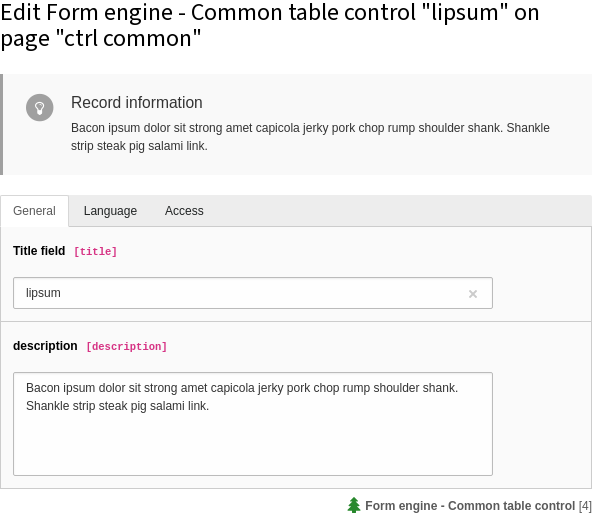 Edit Form engine - Common table control "lipsum" on
page "ctrl common"
Record information
Bacon ipsum dolor sit strong amet capicola jerky pork chop rump shoulder shank. Shankle
strip steak pig salami link.
General Language Access
Title field [title]
lipsum
description [description]
Bacon ipsum dolor sit strong amet capicola jerky pork chop rump shoulder shank.
Shankle strip steak pig salami link.
Form engine - Common table control [4]